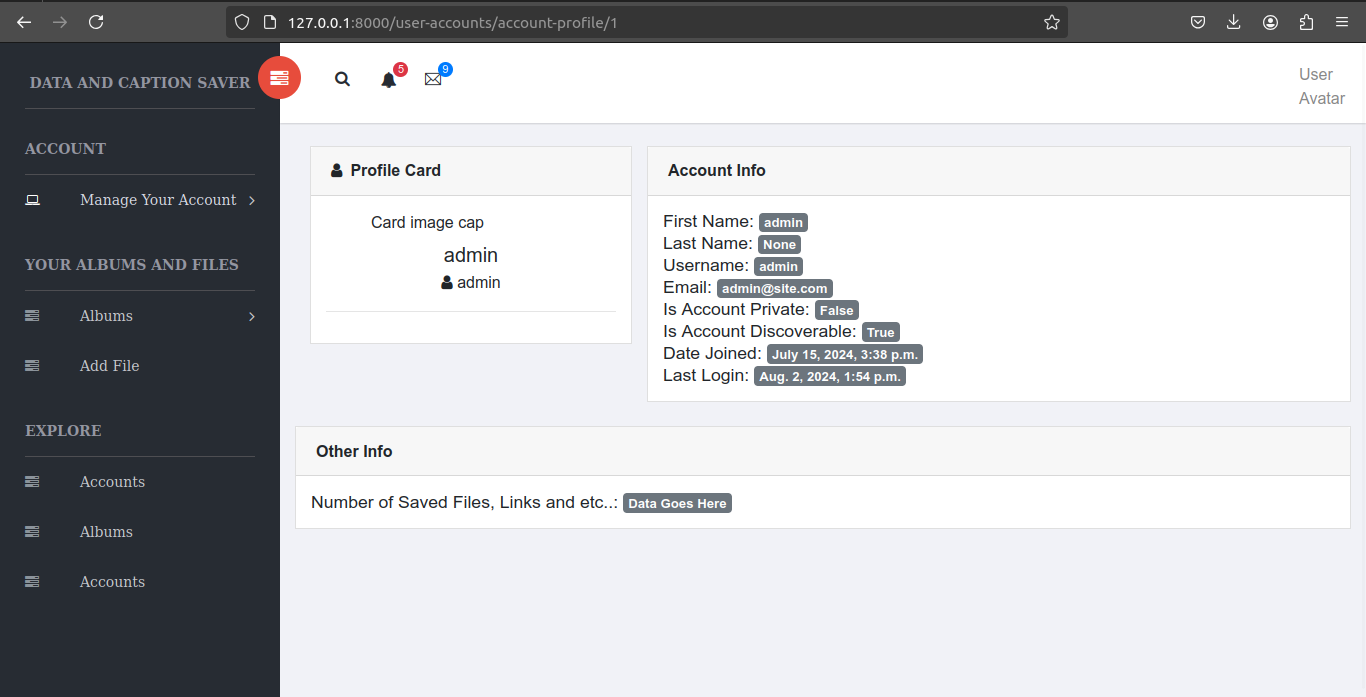 127.0.0.1:8000/user-accounts/account-profile/1
DATA AND CAPTION SAVER
5
9
User
Avatar
ACCOUNT
Manage Your Account
YOUR ALBUMS AND FILES
Albums
Add File
EXPLORE
Accounts
Albums
Accounts
Profile Card
Card image cap
admin
admin
Account Info
First Name: admin
Last Name: None
Username: admin
Email: admin@site.com
Is Account Private: False
Is Account Discoverable: True
Date Joined: July 15, 2024, 3:38 p.m.
Last Login: Aug. 2, 2024, 1:54 p.m.
Other Info
Number of Saved Files, Links and etc..: Data Goes Here